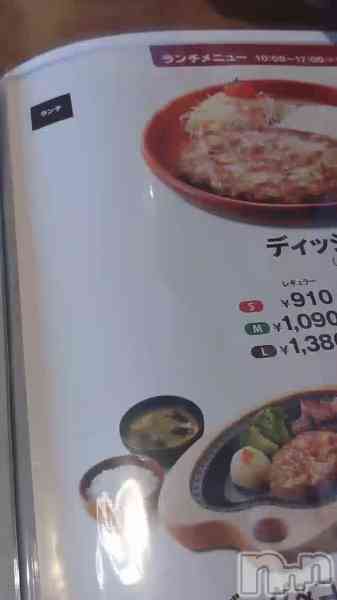 ランチメニュー 10:00~17:00
ランチ
ディッシ
レギュラー
S ¥910
M ¥1,090
L ¥1,38